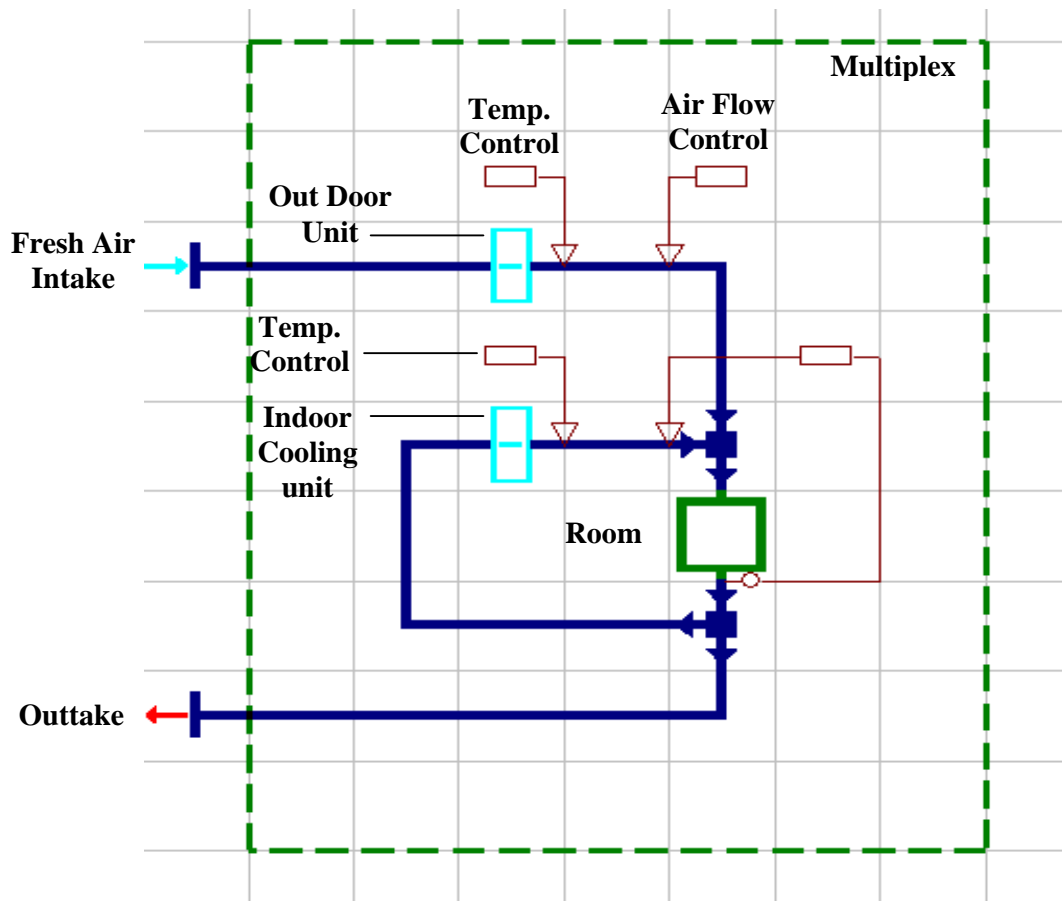 Multiplex
Temp.
Control
Air Flow
Control
Out Door
Unit
Fresh Air
Intake
Temp.
Control
Indoor
Cooling
unit
Room
Outtake